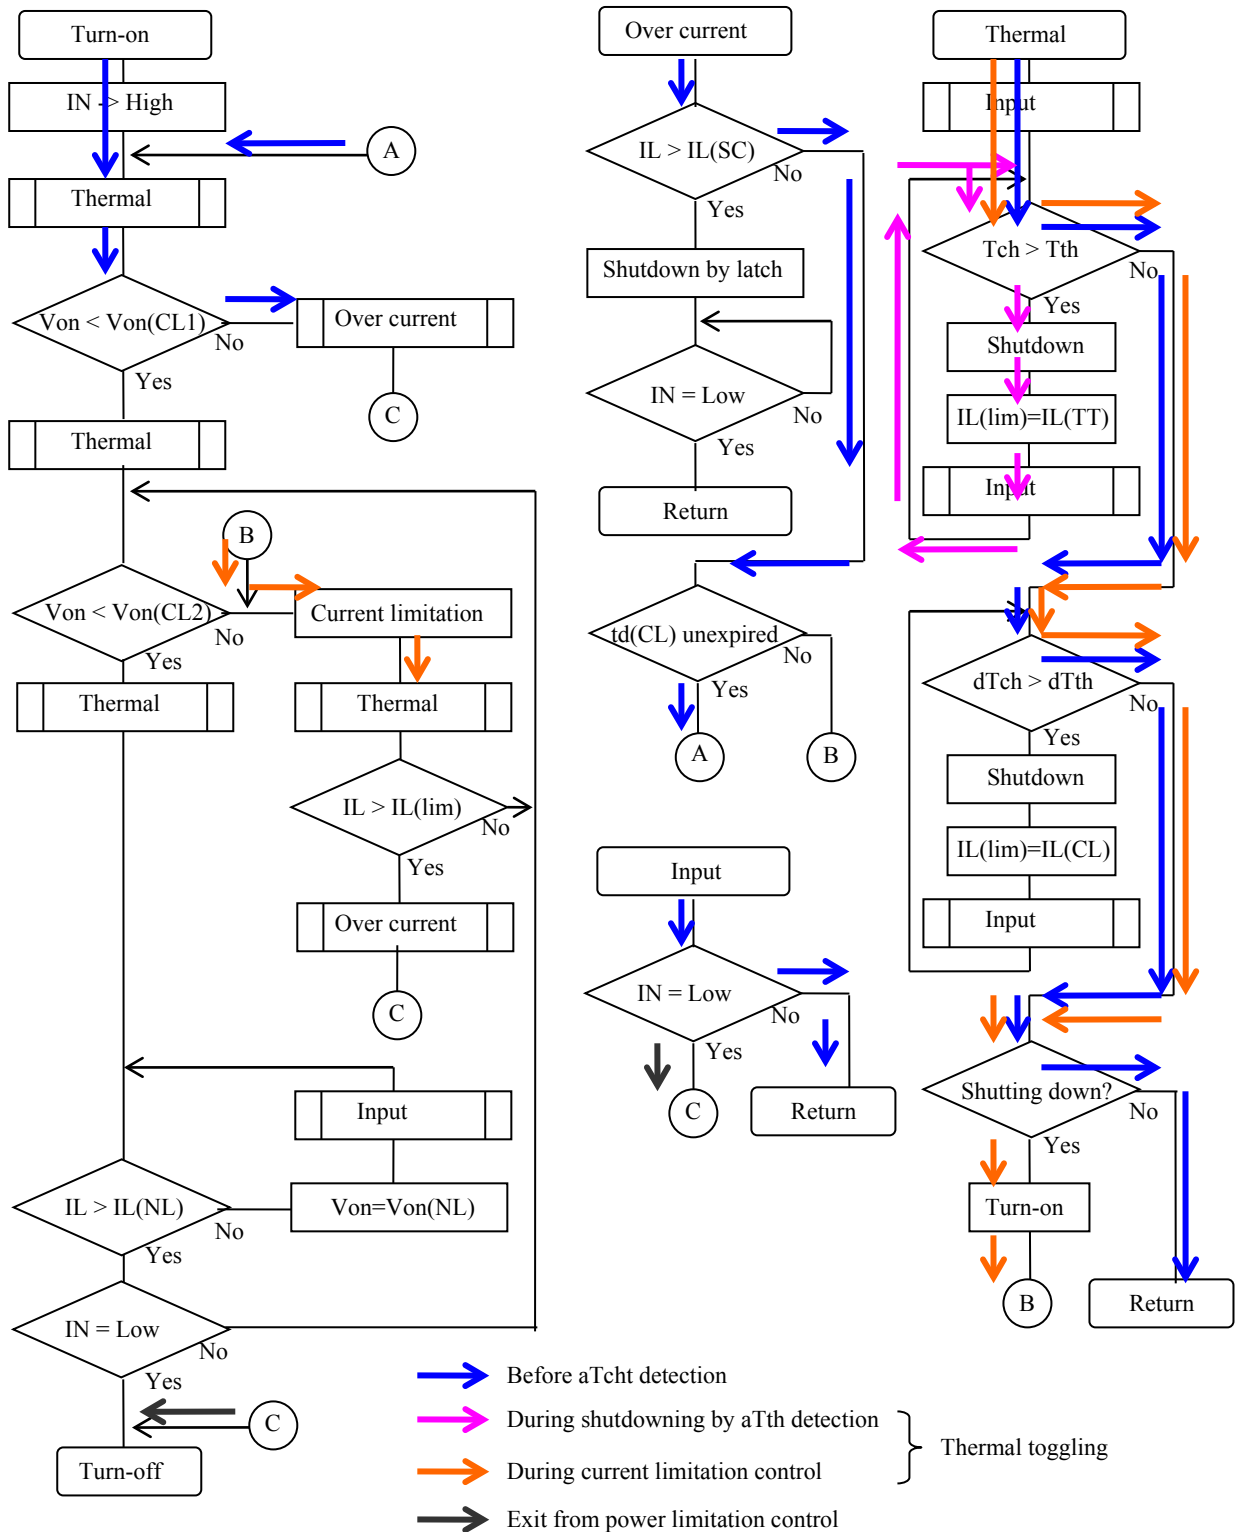 Turn-on
IN -> High
A
Thermal
Von < Von(CL1)
No
Over current
Yes
C
Thermal
B
Von < Von(CL2)
No
Current limitation
Yes
Thermal
Thermal
IL > IL(lim)
No
Yes
Over current
C
Input
IL > IL(NL)
No
Von=Von(NL)
Yes
IN = Low
No
Yes
C
Turn-off
Over current
IL > IL(SC)
No
Yes
Shutdown by latch
IN = Low
No
Yes
Return
td(CL) unexpired
No
Yes
A
B
Input
IN = Low
No
Yes
C
Return
Thermal
Input
Tch > Tth
No
Yes
Shutdown
IL(lim)=IL(TT)
Input
dTch > dTth
No
Yes
Shutdown
IL(lim)=IL(CL)
Input
Shutting down?
No
Yes
Turn-on
B
Return
Before aTcht detection
During shutdowning by aTth detection
During current limitation control
Thermal toggling
Exit from power limitation control